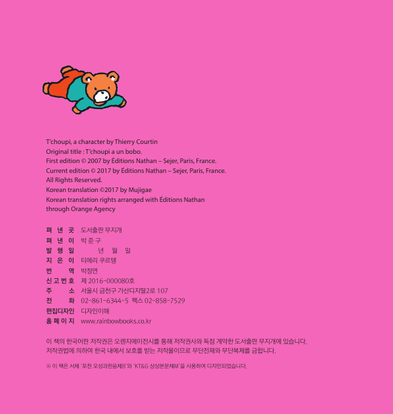 T'choupi, a character by Thierry Courtin
Original title : T'choupi a un bobo.
First edition © 2007 by Éditions Nathan – Sejer, Paris, France.
Current edition © 2017 by Éditions Nathan – Sejer, Paris, France.
All Rights Reserved.
Korean translation ©2017 by Mujigae
Korean translation rights arranged with Éditions Nathan
through Orange Agency
펴 낸 곳 도서출판 무지개
펴 낸 이 박 준 구
발 행 일 년 월 일
지 은 이 티에리 쿠르탱
번 역 박정연
신 고 번 호 제 2016-000080호
주 소 서울시 금천구 가산디지털2로 107
전 화 02-861-6344~5 팩스 02-858-7529
편집디자인 디자인이래
홈 페 이 지 www.rainbowbooks.co.kr
이 책의 한국어판 저작권은 오렌지에이전시를 통해 저작권사와 독점 계약한 도서출판 무지개에 있습니다.
저작권법에 의하여 한국 내에서 보호를 받는 저작물이므로 무단전재와 무단복제를 금합니다.
※ 이 책은 서체 '포천 오성과한음체B'와 'KT&G 상상본문체M'을 사용하여 디자인되었습니다.